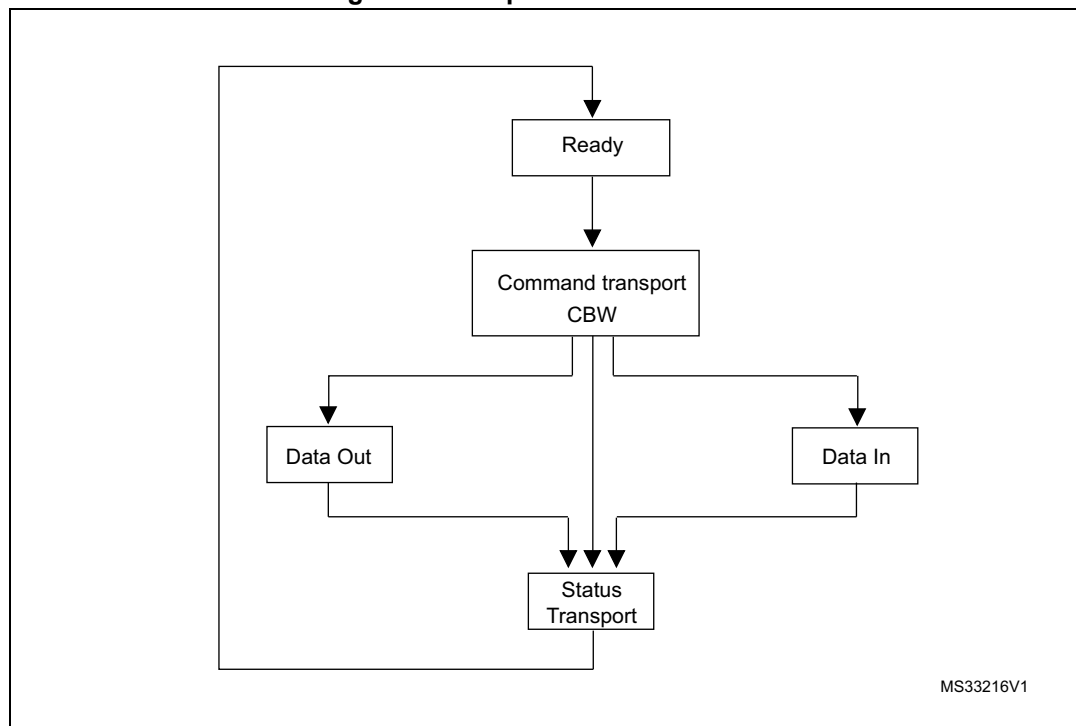 Ready
Command transport
CBW
Data Out
Data In
Status
Transport
MS33216V1